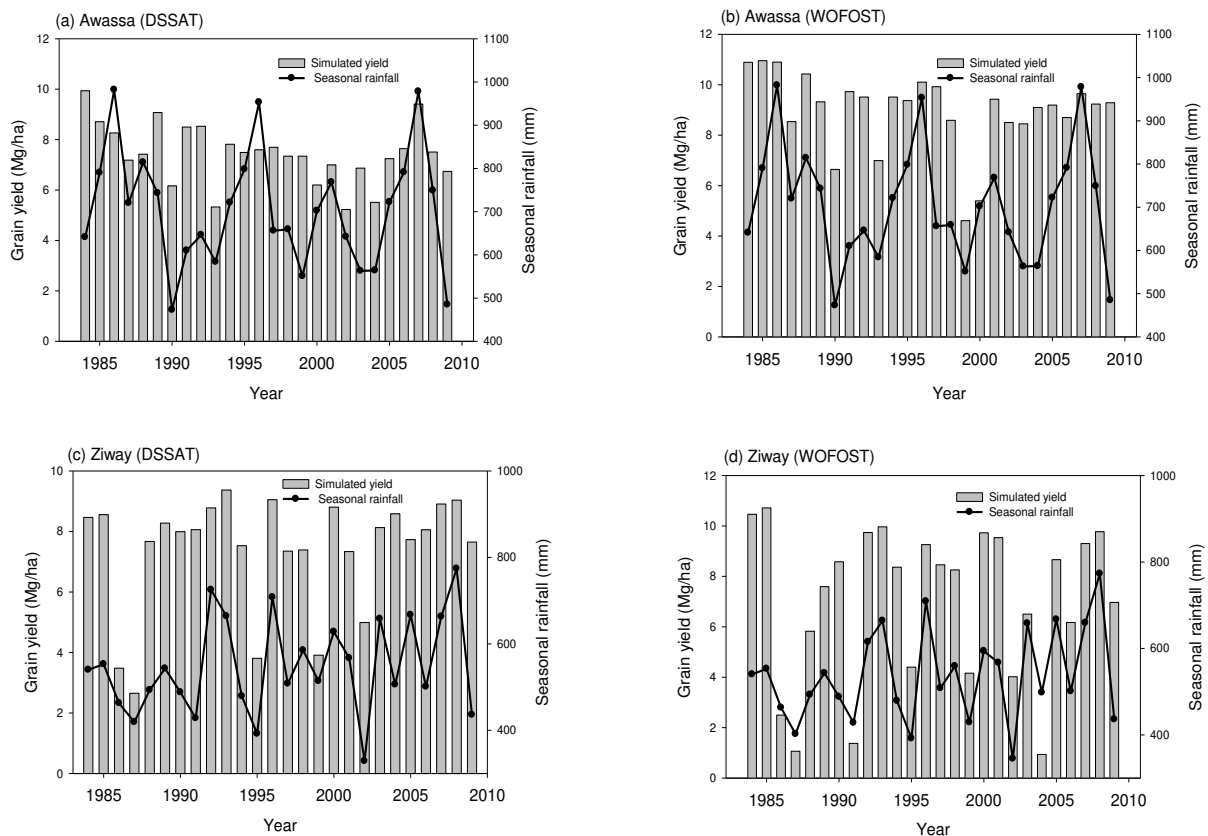 (a) Awassa (DSSAT)
12
10
8
6
4
2
0
Grain yield (Mg/ha)
Simulated yield
Seasonal rainfall
1100
1000
900
800
700
600
500
400
Seasonal rainfall (mm)
1985 1990 1995 2000 2005 2010
Year
(b) Awassa (WOFOST)
12
10
8
6
4
2
0
Grain yield (Mg/ha)
Simulated yield
Seasonal rainfall
1100
1000
900
800
700
600
500
400
Seasonal rainfall (mm)
1985 1990 1995 2000 2005 2010
Year
(c) Ziway (DSSAT)
10
8
6
4
2
0
Grain yield (Mg/ha)
Simulated yield
Seasonal rainfall
1000
800
600
400
Seasonal rainfall (mm)
1985 1990 1995 2000 2005 2010
Year
(d) Ziway (WOFOST)
12
10
8
6
4
2
0
Grain yield (Mg/ha)
Simulated yield
Seasonal rainfall
1000
800
600
400
Seasonal rainfall (mm)
1985 1990 1995 2000 2005 2010
Year